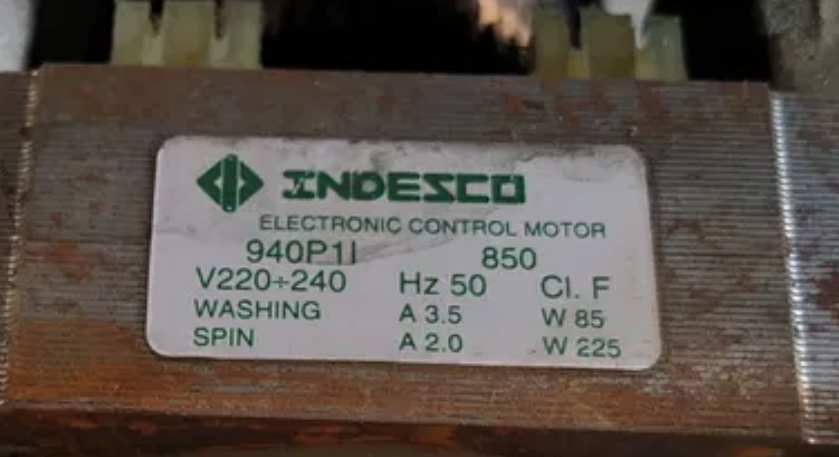 INDESCO
ELECTRONIC CONTROL MOTOR
940P1I 850
V220÷240 Hz 50 Cl. F
WASHING A 3.5 W 85
SPIN A 2.0 W 225